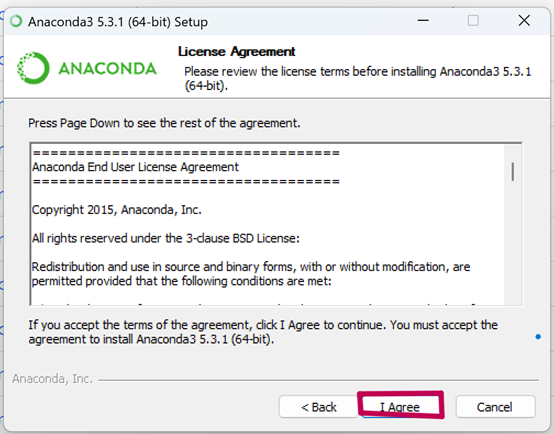 Anaconda3 5.3.1 (64-bit) Setup
ANACONDA
License Agreement
Please review the license terms before installing Anaconda3 5.3.1
(64-bit).
Press Page Down to see the rest of the agreement.
===================================
Anaconda End User License Agreement
===================================
Copyright 2015, Anaconda, Inc.
All rights reserved under the 3-clause BSD License:
Redistribution and use in source and binary forms, with or without modification, are
permitted provided that the following conditions are met:
If you accept the terms of the agreement, click I Agree to continue. You must accept the
agreement to install Anaconda3 5.3.1 (64-bit).
Anaconda, Inc.
< Back
I Agree
Cancel